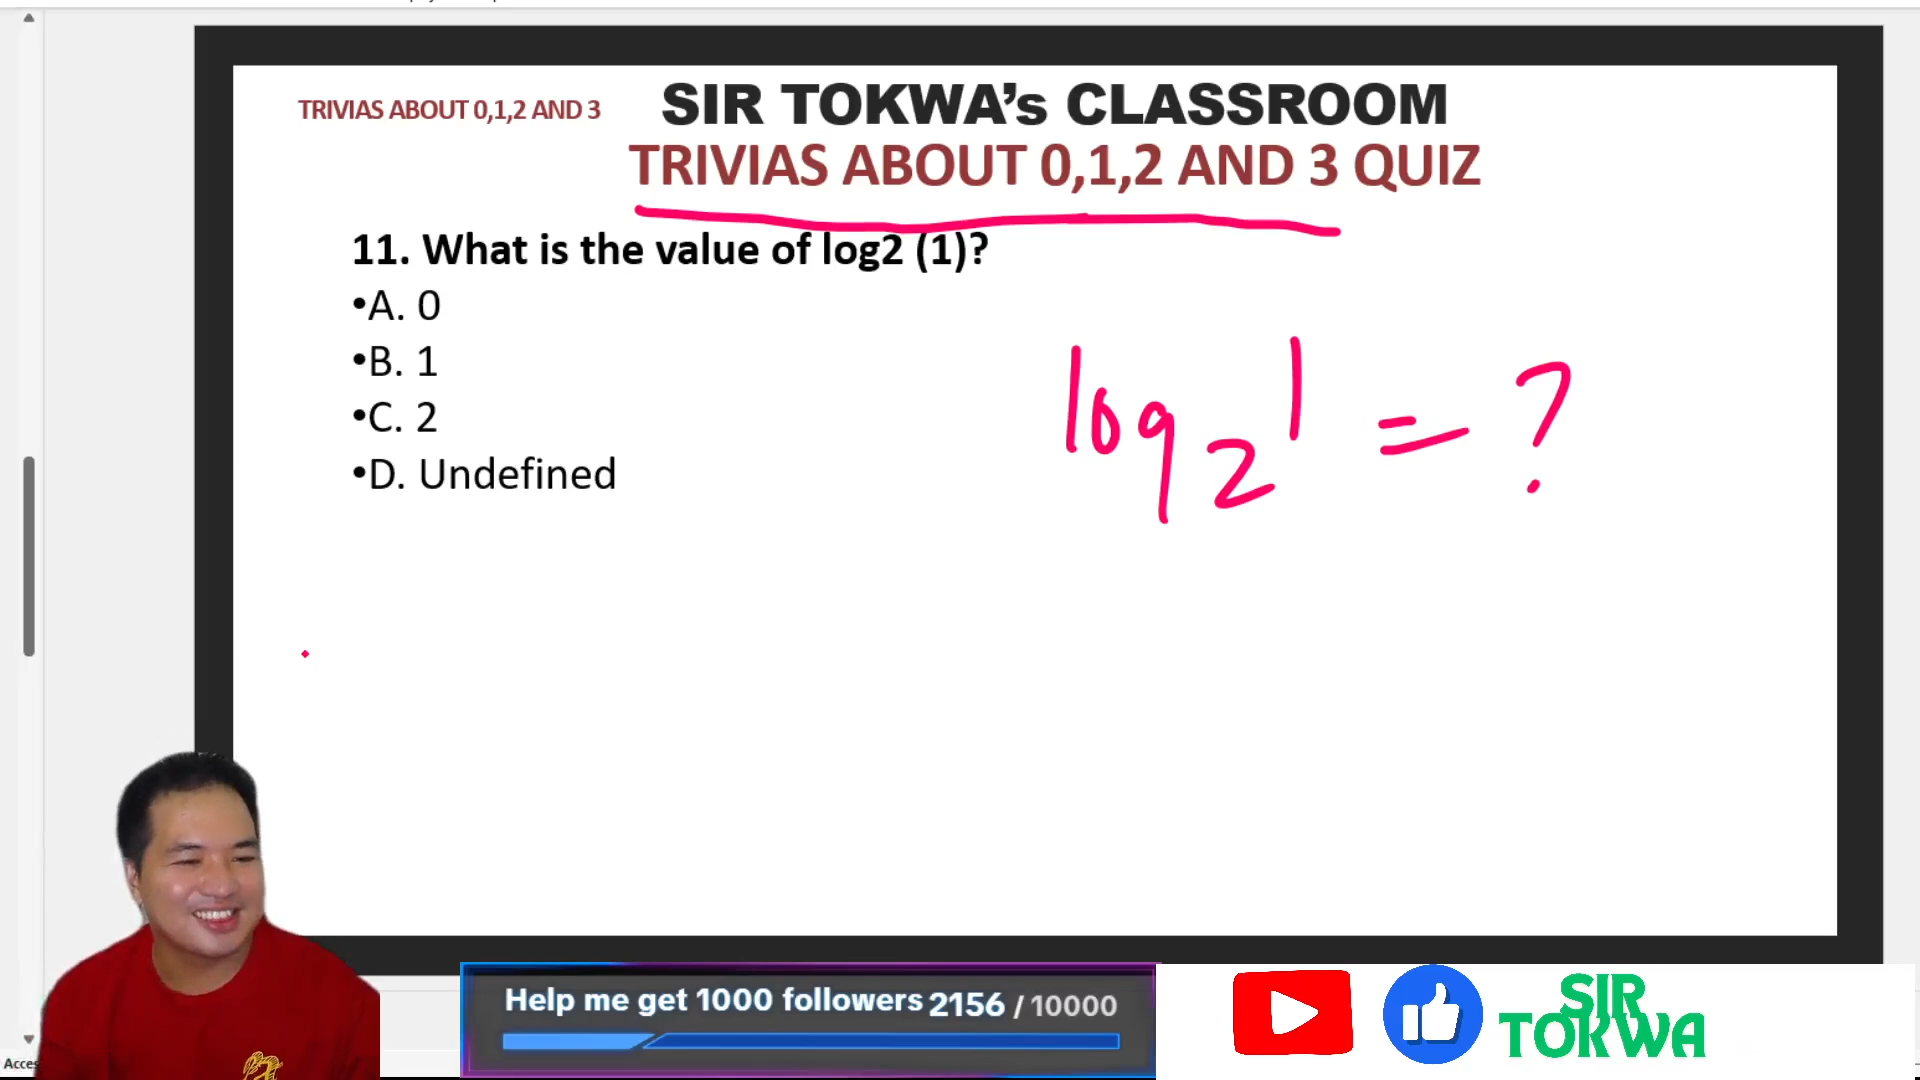 TRIVIAS ABOUT 0,1,2 AND 3
SIR TOKWA's CLASSROOM
TRIVIAS ABOUT 0,1,2 AND 3 QUIZ
11. What is the value of log2 (1)?
•A. 0
•B. 1
•C. 2
•D. Undefined
log 2 1 = ?
Help me get 1000 followers 2156 / 10000
SIR
TOKWA